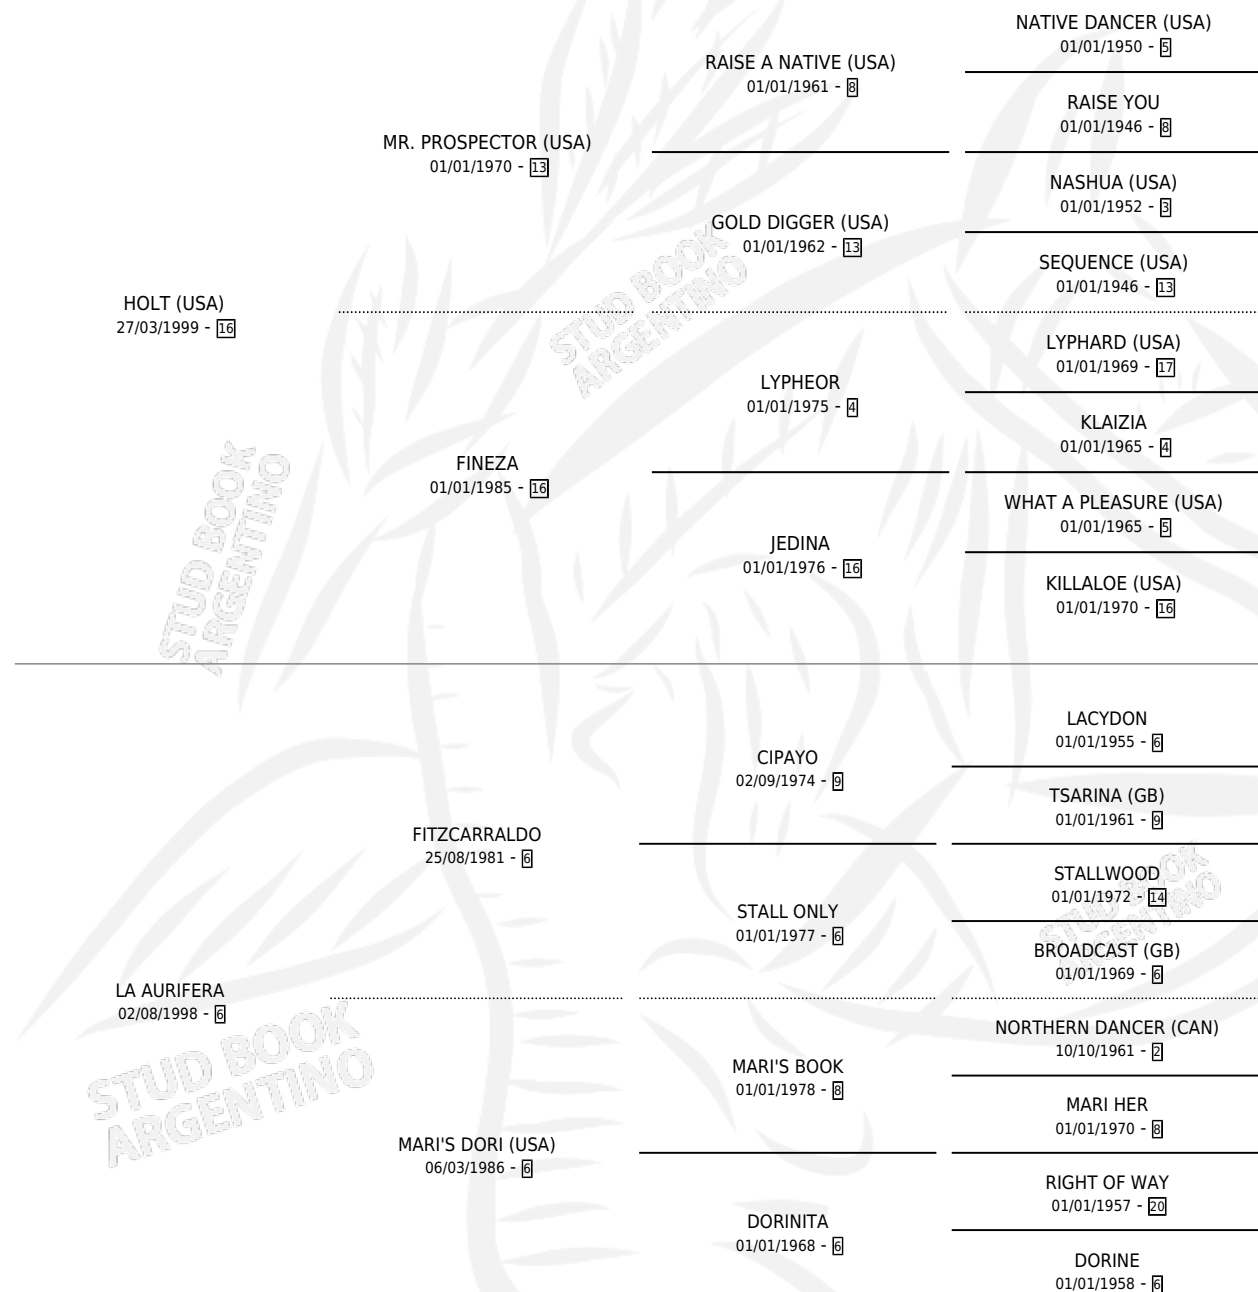 NATIVE DANCER (USA)
01/01/1950 - 5
RAISE A NATIVE (USA)
01/01/1961 - 8
RAISE YOU
01/01/1946 - 8
MR. PROSPECTOR (USA)
01/01/1970 - 13
NASHUA (USA)
01/01/1952 - 3
GOLD DIGGER (USA)
01/01/1962 - 13
SEQUENCE (USA)
01/01/1946 - 13
HOLT (USA)
27/03/1999 - 16
LYPHARD (USA)
01/01/1969 - 17
LYPHEOR
01/01/1975 - 4
KLAIZIA
01/01/1965 - 4
FINEZA
01/01/1985 - 16
WHAT A PLEASURE (USA)
01/01/1965 - 5
JEDINA
01/01/1976 - 16
KILLALOE (USA)
01/01/1970 - 16
LACYDON
01/01/1955 - 6
CIPAYO
02/09/1974 - 9
TSARINA (GB)
01/01/1961 - 9
FITZCARRALDO
25/08/1981 - 6
STALLWOOD
01/01/1972 - 14
STALL ONLY
01/01/1977 - 6
BROADCAST (GB)
01/01/1969 - 6
LA AURIFERA
02/08/1998 - 6
NORTHERN DANCER (CAN)
10/10/1961 - 2
MARI'S BOOK
01/01/1978 - 8
MARI HER
01/01/1970 - 8
MARI'S DORI (USA)
06/03/1986 - 6
RIGHT OF WAY
01/01/1957 - 20
DORINITA
01/01/1968 - 6
DORINE
01/01/1958 - 6
STUD BOOK
ARGENTINO
STUD BOOK
ARGENTINO
STUD BOOK
ARGENTINO
STUD BOOK
ARGENTINO